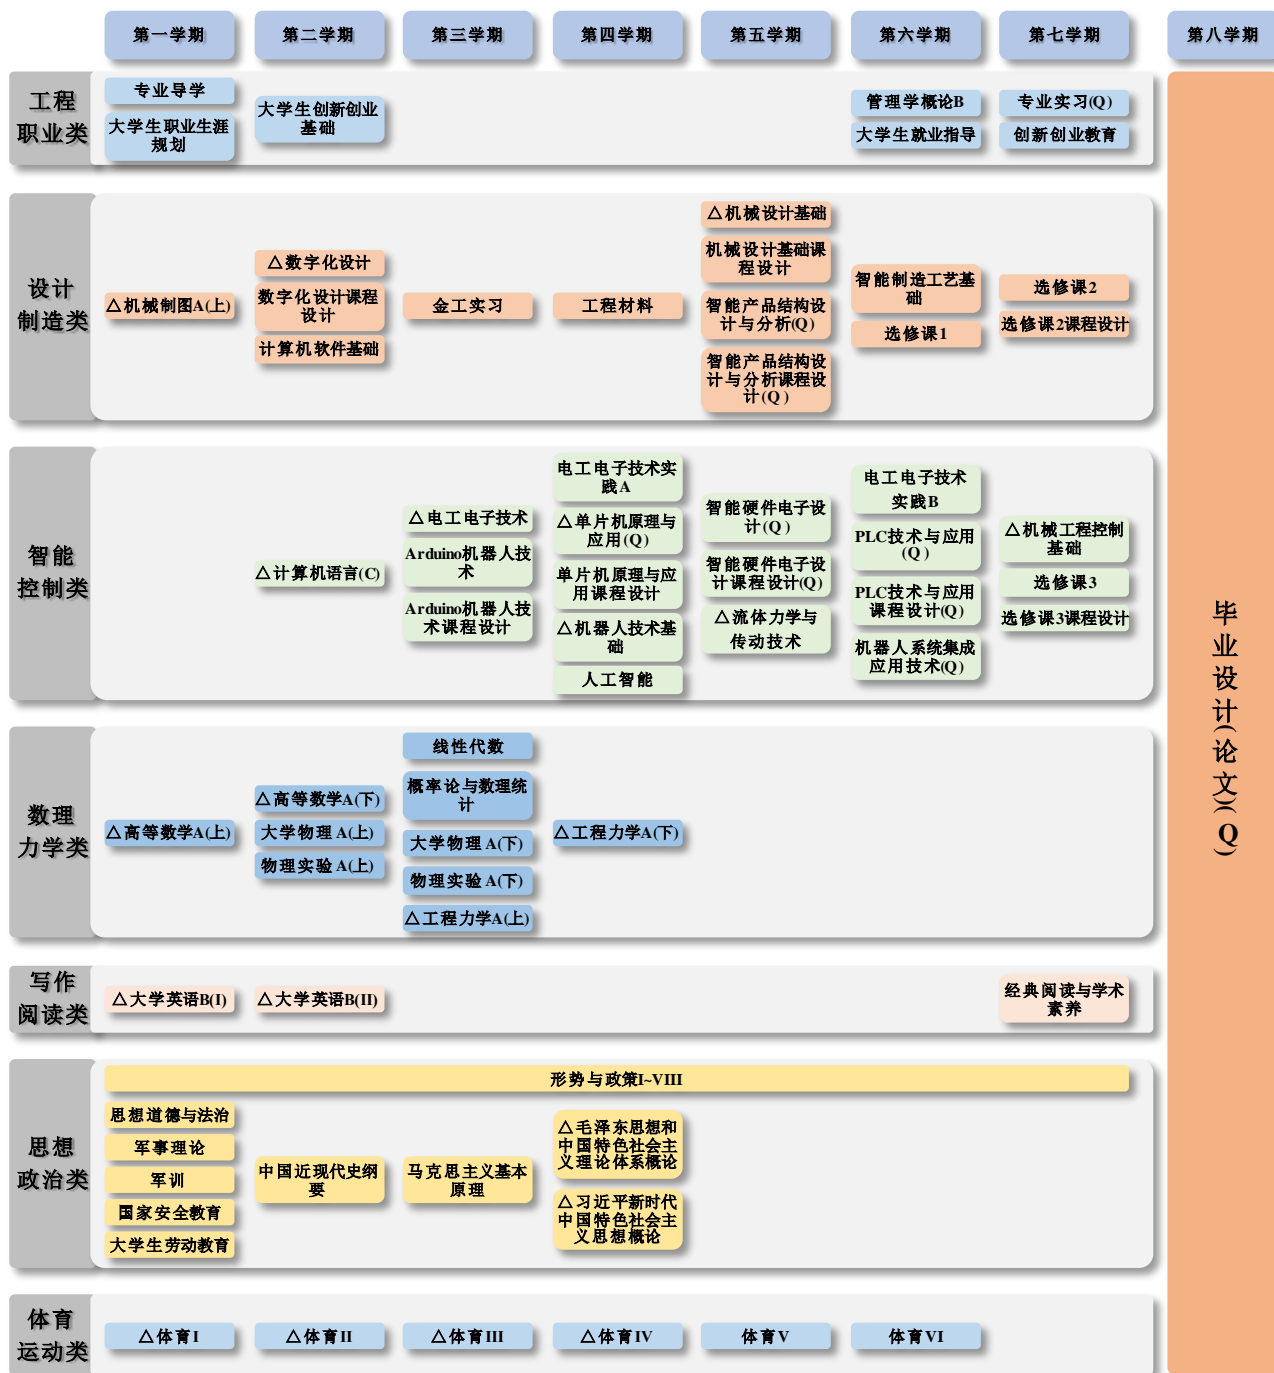 第一学期
第二学期
第三学期
第四学期
第五学期
第六学期
第七学期
第八学期
工程
职业类
专业导学
大学生职业生涯
规划
大学生创新创业
基础
管理学概论B
大学生就业指导
专业实习(Q)
创新创业教育
设计
制造类
△机械制图A(上)
△数字化设计
数字化设计课程
设计
计算机软件基础
金工实习
工程材料
△机械设计基础
机械设计基础课
程设计
智能产品结构设
计与分析(Q)
智能产品结构设
计与分析课程设
计(Q)
智能制造工艺基
础
选修课1
选修课2
选修课2课程设计
智能
控制类
△计算机语言(C)
△电工电子技术
Arduino机器人技
术
Arduino机器人技
术课程设计
电工电子技术实
践A
△单片机原理与
应用(Q)
单片机原理与应
用课程设计
△机器人技术基
础
人工智能
智能硬件电子设
计(Q)
智能硬件电子设
计课程设计(Q)
△流体力学与
传动技术
电工电子技术
实践B
PLC技术与应用
(Q)
PLC技术与应用
课程设计(Q)
机器人系统集成
应用技术(Q)
△机械工程控制
基础
选修课3
选修课3课程设计
数理
力学类
△高等数学A(上)
△高等数学A(下)
大学物理A(上)
物理实验A(上)
线性代数
概率论与数理统
计
大学物理A(下)
物理实验A(下)
△工程力学A(上)
△工程力学A(下)
写作
阅读类
△大学英语B(I)
△大学英语B(II)
经典阅读与学术
素养
思想
政治类
形势与政策I~VIII
思想道德与法治
军事理论
军训
国家安全教育
大学生劳动教育
中国近现代史纲
要
马克思主义基本
原理
△毛泽东思想和
中国特色社会主
义理论体系概论
△习近平新时代
中国特色社会主
义思想概论
体育
运动类
△体育I
△体育II
△体育III
△体育IV
体育V
体育VI
毕业设计(论文)(Q)